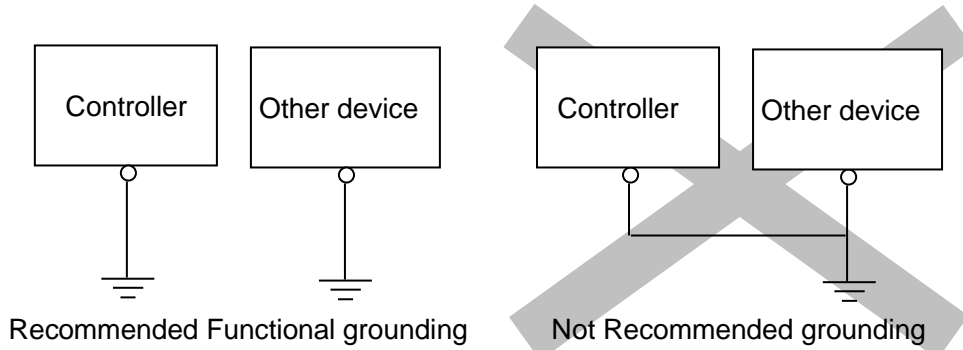 Controller
Other device
Controller
Other device
Recommended Functional grounding
Not Recommended grounding